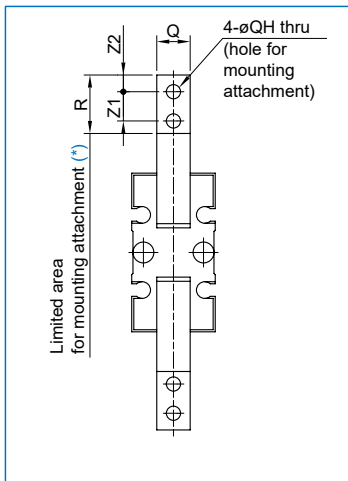 Q
4-øQH thru
(hole for
mounting
attachment)
Z2
R
Z1
Limited area
for mounting attachment (*)